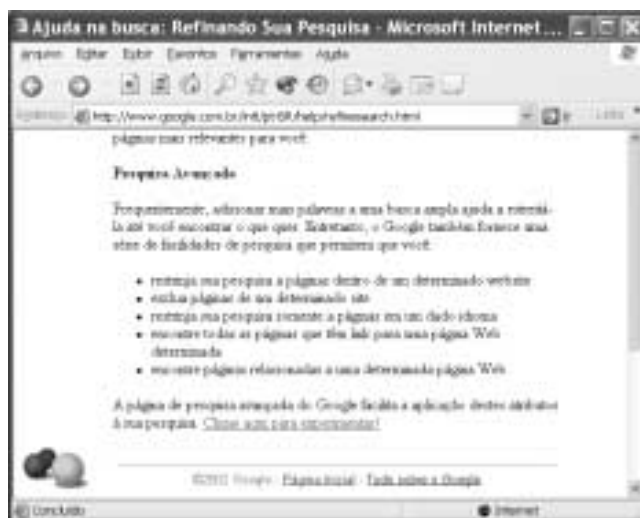 Ajuda na busca: Refinando Sua Pesquisa - Microsoft Internet ...
Arquivo Editar Exibir Favoritos Ferramentas Ajuda
http://www.google.com.br/intl/pt-BR/help/refinesearch.html Ir Links
páginas mais relevantes para você.
Pesquisa Avançada
Frequentemente, adicionar mais palavras a uma busca ampla ajuda a
la até você encontrar o que quer. Entretanto, o Google também fornece uma
série de facilidades de pesquisa que permitem que você:
restrinja sua pesquisa a páginas dentro de um determinado website
exclua páginas de um determinado site
restrinja sua pesquisa somente a páginas em um dado idioma
encontre todas as páginas que têm link para uma página Web
determinada
encontre páginas relacionadas a uma determinada página Web
A página de pesquisa avançada do Google facilita a aplicação destes atributos
à sua pesquisa. Clique aqui para experimentar!
Google - Página Inicial - Tudo sobre o Google
Concluído Internet